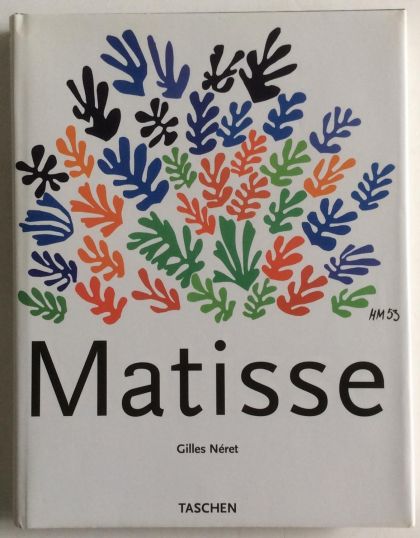 HM 53
Matisse
Gilles Néret
TASCHEN